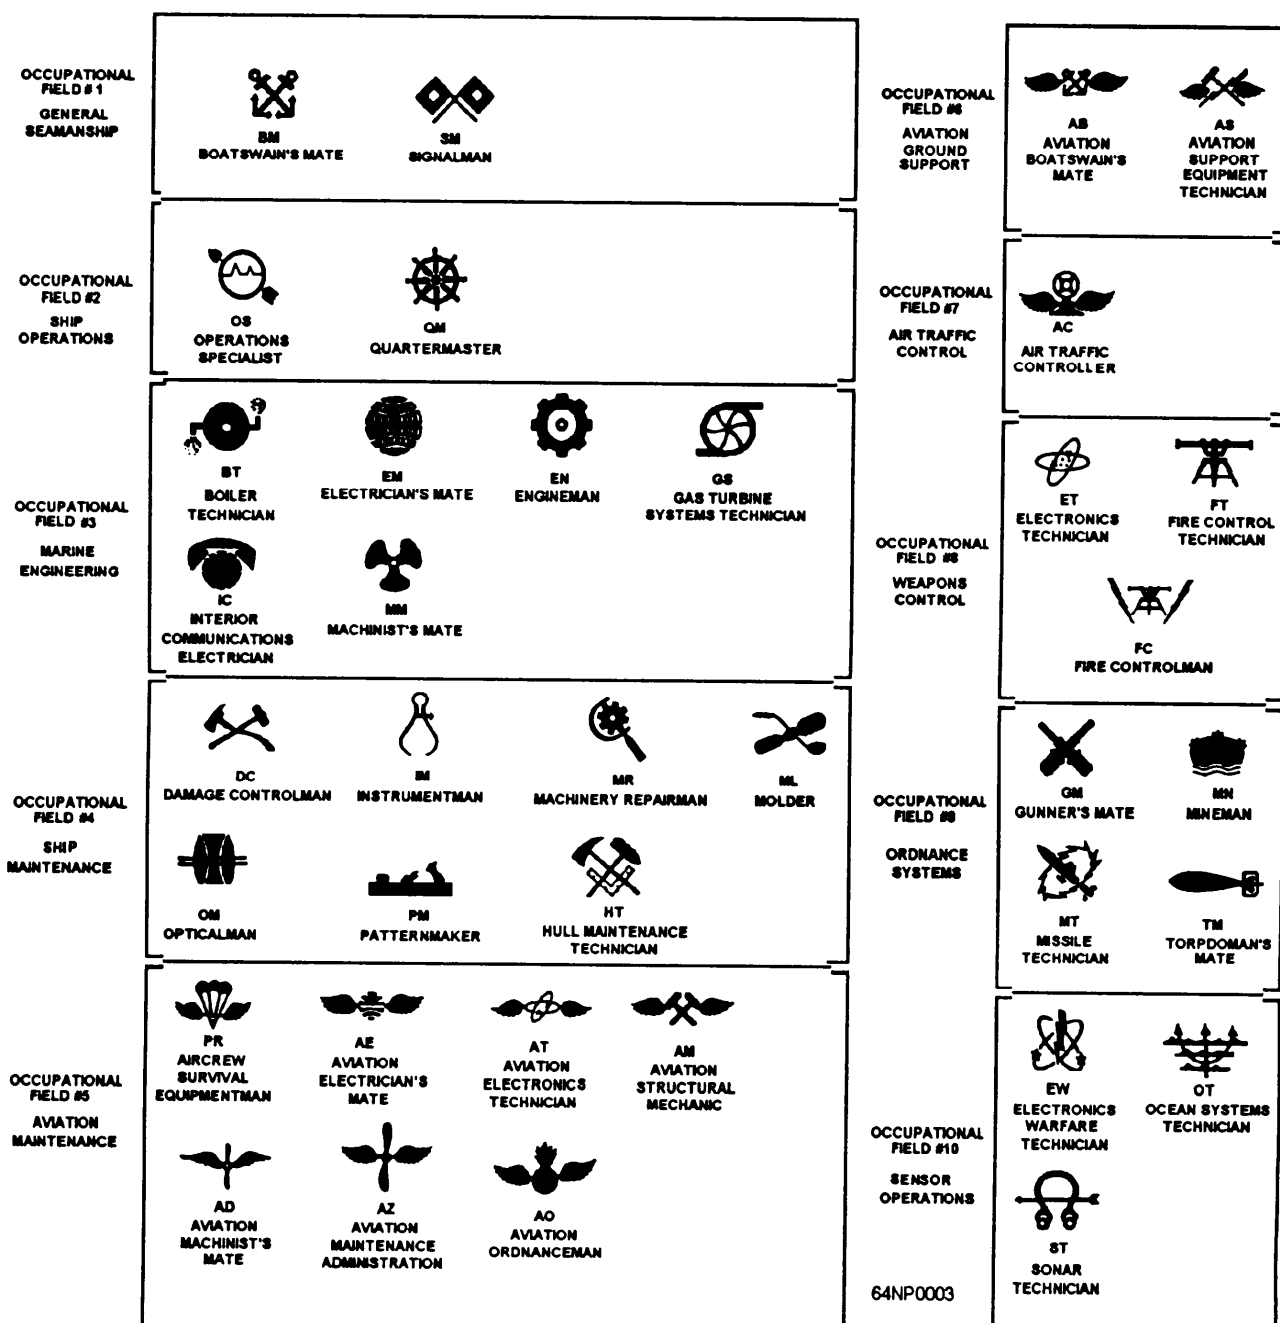 OCCUPATIONAL
FIELD # 1
GENERAL
SEAMANSHIP
BM
BOATSWAIN'S MATE
SM
SIGNALMAN
OCCUPATIONAL
FIELD #2
SHIP
OPERATIONS
OS
OPERATIONS
SPECIALIST
QM
QUARTERMASTER
OCCUPATIONAL
FIELD #3
MARINE
ENGINEERING
BT
BOILER
TECHNICIAN
EM
ELECTRICIAN'S MATE
EN
ENGINEMAN
GS
GAS TURBINE
SYSTEMS TECHNICIAN
IC
INTERIOR
COMMUNICATIONS
ELECTRICIAN
MM
MACHINIST'S MATE
OCCUPATIONAL
FIELD #4
SHIP
MAINTENANCE
DC
DAMAGE CONTROLMAN
IM
INSTRUMENTMAN
MR
MACHINERY REPAIRMAN
ML
MOLDER
OM
OPTICALMAN
PM
PATTERNMAKER
HT
HULL MAINTENANCE
TECHNICIAN
OCCUPATIONAL
FIELD #5
AVIATION
MAINTENANCE
PR
AIRCREW
SURVIVAL
EQUIPMENTMAN
AE
AVIATION
ELECTRICIAN'S
MATE
AT
AVIATION
ELECTRONICS
TECHNICIAN
AM
AVIATION
STRUCTURAL
MECHANIC
AD
AVIATION
MACHINIST'S
MATE
AZ
AVIATION
MAINTENANCE
ADMINISTRATION
AO
AVIATION
ORDNANCEMAN
OCCUPATIONAL
FIELD #6
AVIATION
GROUND
SUPPORT
AB
AVIATION
BOATSWAIN'S
MATE
AS
AVIATION
SUPPORT
EQUIPMENT
TECHNICIAN
OCCUPATIONAL
FIELD #7
AIR TRAFFIC
CONTROL
AC
AIR TRAFFIC
CONTROLLER
OCCUPATIONAL
FIELD #8
WEAPONS
CONTROL
ET
ELECTRONICS
TECHNICIAN
FT
FIRE CONTROL
TECHNICIAN
FC
FIRE CONTROLMAN
OCCUPATIONAL
FIELD #9
ORDNANCE
SYSTEMS
GM
GUNNER'S MATE
MN
MINEMAN
MT
MISSILE
TECHNICIAN
TM
TORPDOMAN'S
MATE
OCCUPATIONAL
FIELD #10
SENSOR
OPERATIONS
EW
ELECTRONICS
WARFARE
TECHNICIAN
OT
OCEAN SYSTEMS
TECHNICIAN
ST
SONAR
TECHNICIAN
64NP0003